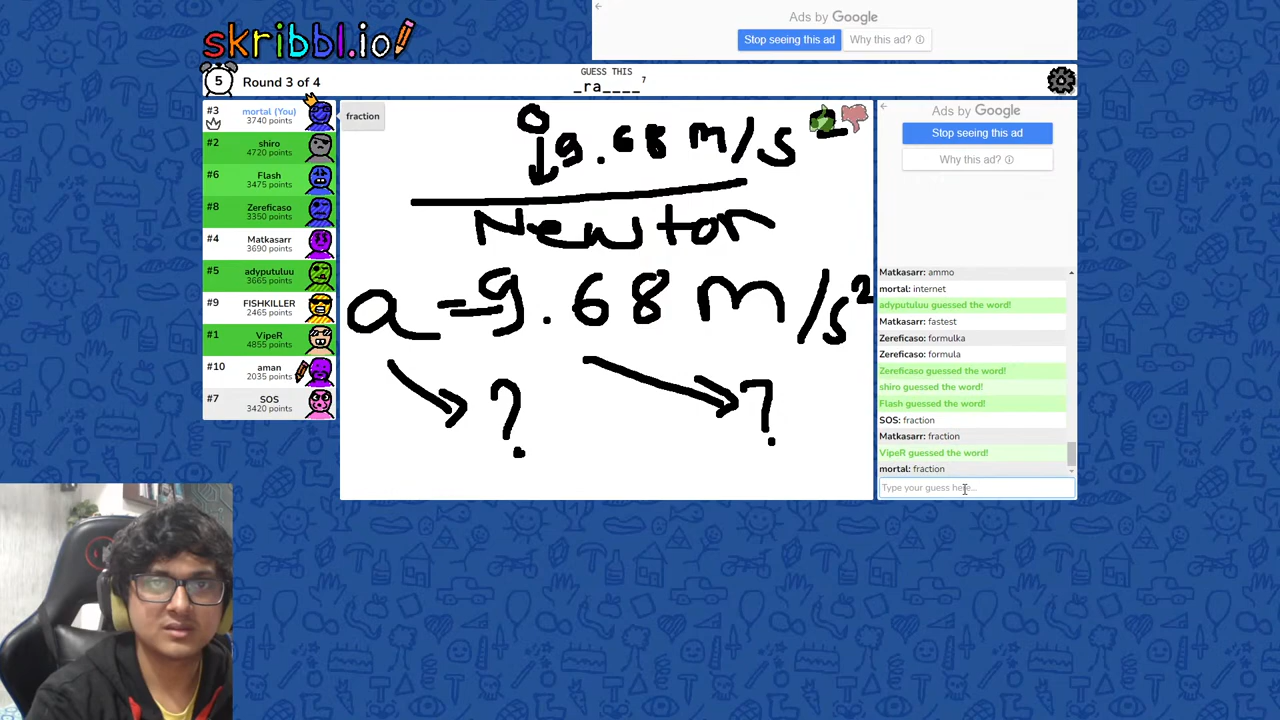 Ads by Google
Stop seeing this ad
Why this ad?
skribbl.io
5
Round 3 of 4
GUESS THIS
_ra____ 7
#3 mortal (You)
3740 points
#2 shiro
4720 points
#6 Flash
3475 points
#8 Zereficaso
3350 points
#4 Matkasarr
3690 points
#5 adyputuluu
3665 points
#9 FISHKILLER
2465 points
#1 VipeR
4855 points
#10 aman
2035 points
#7 SOS
3420 points
fraction
9.68 m/s
Newton
a=9.68 m/s²
? ?
Ads by Google
Stop seeing this ad
Why this ad?
Matkasarr: ammo
mortal: internet
adyputuluu guessed the word!
Matkasarr: fastest
Zereficaso: formulka
Zereficaso: formula
Zereficaso guessed the word!
shiro guessed the word!
Flash guessed the word!
SOS: fraction
Matkasarr: fraction
VipeR guessed the word!
mortal: fraction
Type your guess here...